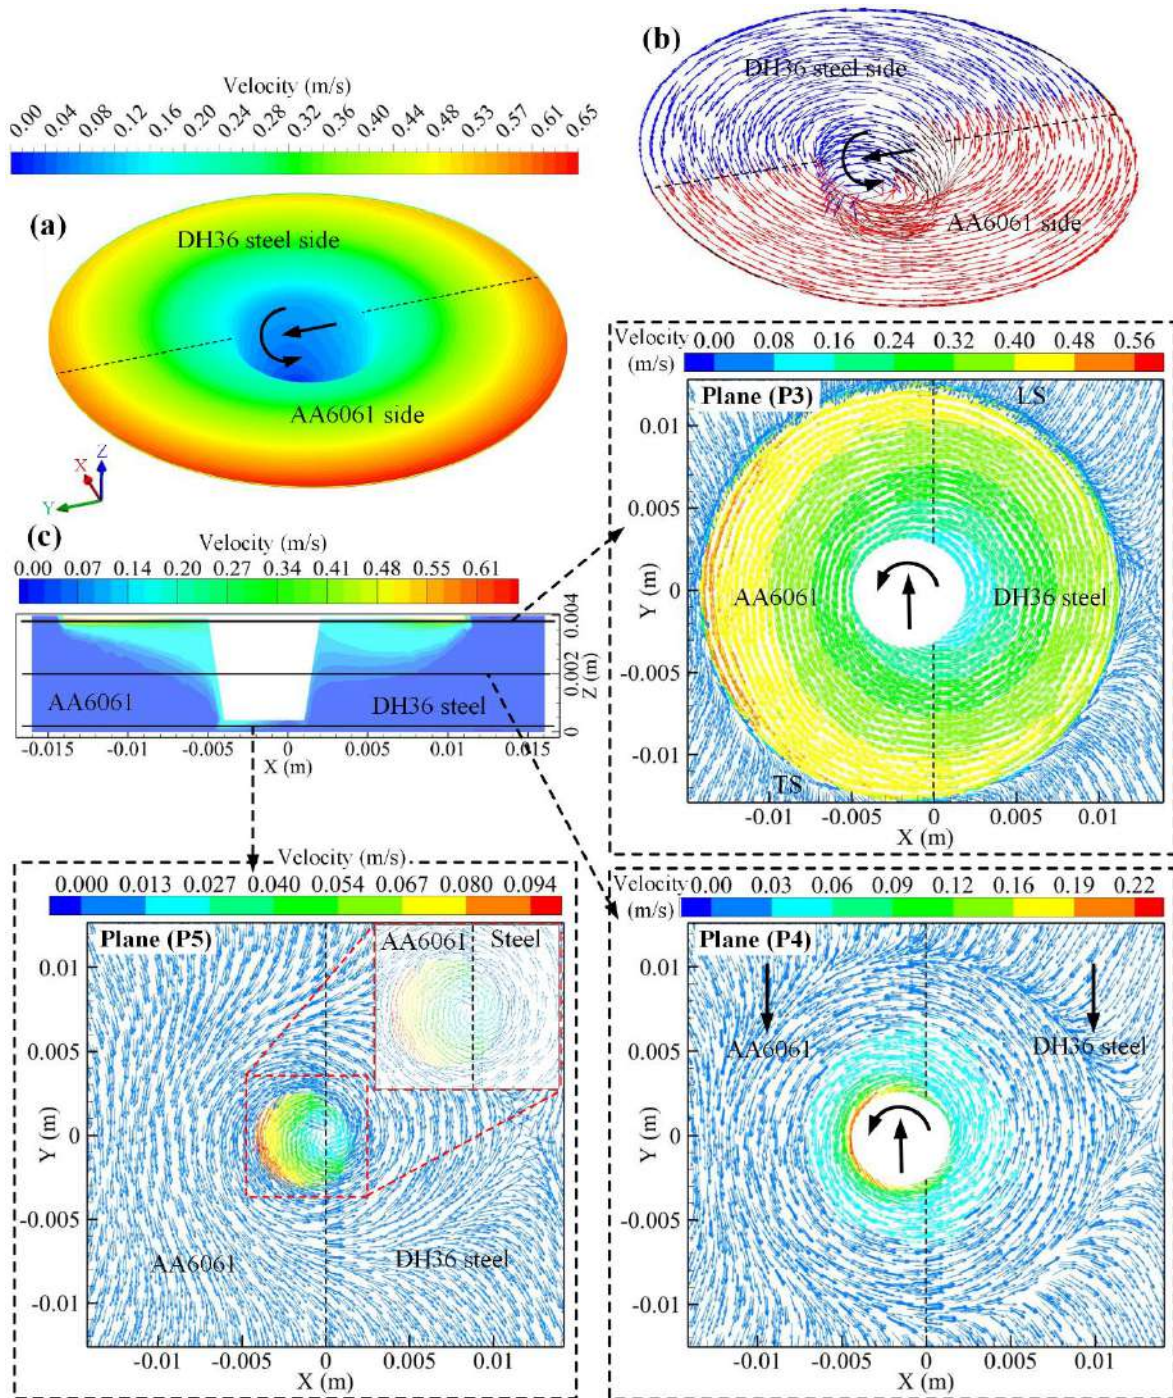 Velocity (m/s)
0.00 0.04 0.08 0.12 0.16 0.20 0.24 0.28 0.32 0.36 0.40 0.44 0.48 0.53 0.57 0.61 0.65
(a)
DH36 steel side
AA6061 side
Z
X
Y
(b)
DH36 steel side
AA6061 side
(c)
Velocity (m/s)
0.00 0.07 0.14 0.20 0.27 0.34 0.41 0.48 0.55 0.61
AA6061
DH36 steel
0.004
0.002
0
Z (m)
-0.015 -0.01 -0.005 0 0.005 0.01 0.015
X (m)
Velocity (m/s)
0.00 0.08 0.16 0.24 0.32 0.40 0.48 0.56
Plane (P3)
LS
AA6061
DH36 steel
TS
0.01
0.005
0
-0.005
-0.01
Y (m)
-0.01 -0.005 0 0.005 0.01
X (m)
Velocity (m/s)
0.000 0.013 0.027 0.040 0.054 0.067 0.080 0.094
Plane (P5)
AA6061
Steel
AA6061
DH36 steel
0.01
0.005
0
-0.005
-0.01
Y (m)
-0.01 -0.005 0 0.005 0.01
X (m)
Velocity (m/s)
0.00 0.03 0.06 0.09 0.12 0.16 0.19 0.22
Plane (P4)
AA6061
DH36 steel
0.01
0.005
0
-0.005
-0.01
Y (m)
-0.01 -0.005 0 0.005 0.01
X (m)